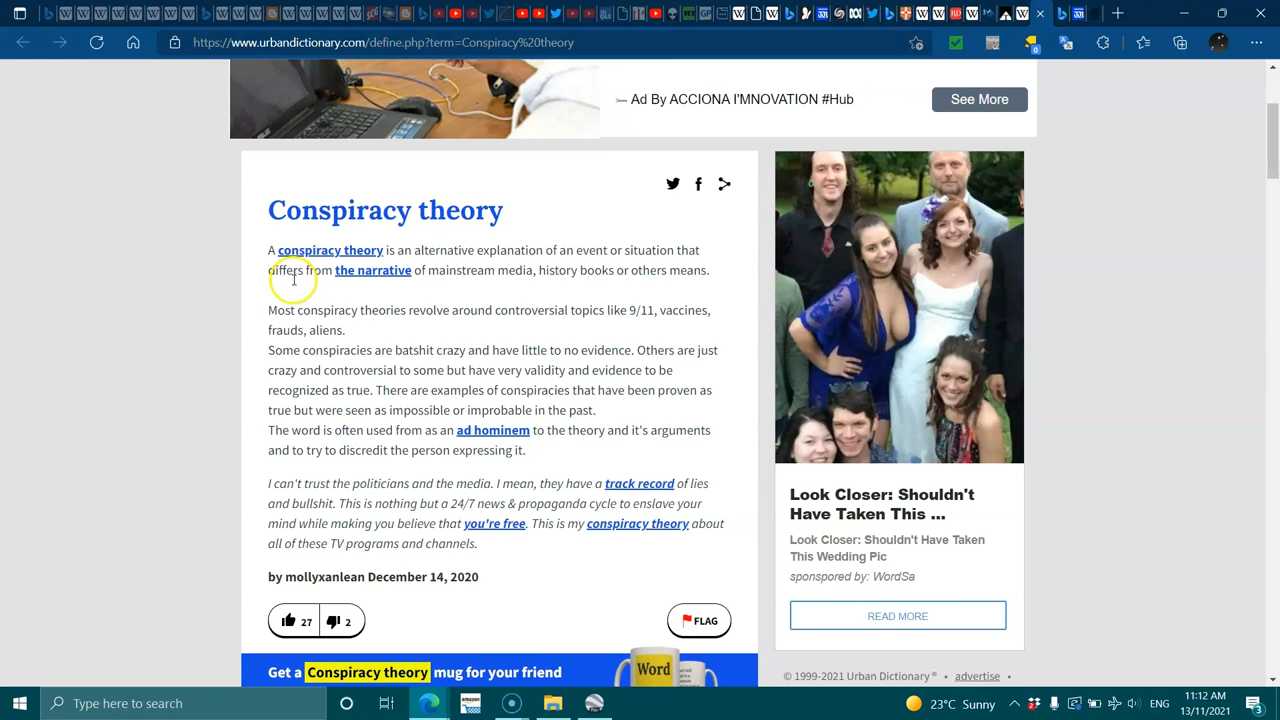 https://www.urbandictionary.com/define.php?term=Conspiracy%20theory
Ad By ACCIONA I'MNOVATION #Hub
See More
Conspiracy theory
A conspiracy theory is an alternative explanation of an event or situation that
differs from the narrative of mainstream media, history books or others means.
Most conspiracy theories revolve around controversial topics like 9/11, vaccines,
frauds, aliens.
Some conspiracies are batshit crazy and have little to no evidence. Others are just
crazy and controversial to some but have very validity and evidence to be
recognized as true. There are examples of conspiracies that have been proven as
true but were seen as impossible or improbable in the past.
The word is often used from as an ad hominem to the theory and it's arguments
and to try to discredit the person expressing it.
I can't trust the politicians and the media. I mean, they have a track record of lies
and bullshit. This is nothing but a 24/7 news & propaganda cycle to enslave your
mind while making you believe that you're free. This is my conspiracy theory about
all of these TV programs and channels.
by mollyxanlean December 14, 2020
27
2
FLAG
Get a Conspiracy theory mug for your friend
Word
Look Closer: Shouldn't
Have Taken This ...
Look Closer: Shouldn't Have Taken
This Wedding Pic
sponsored by: WordSa
READ MORE
© 1999-2021 Urban Dictionary ® • advertise •
Type here to search
amazon
23°C Sunny
11:12 AM
13/11/2021
3